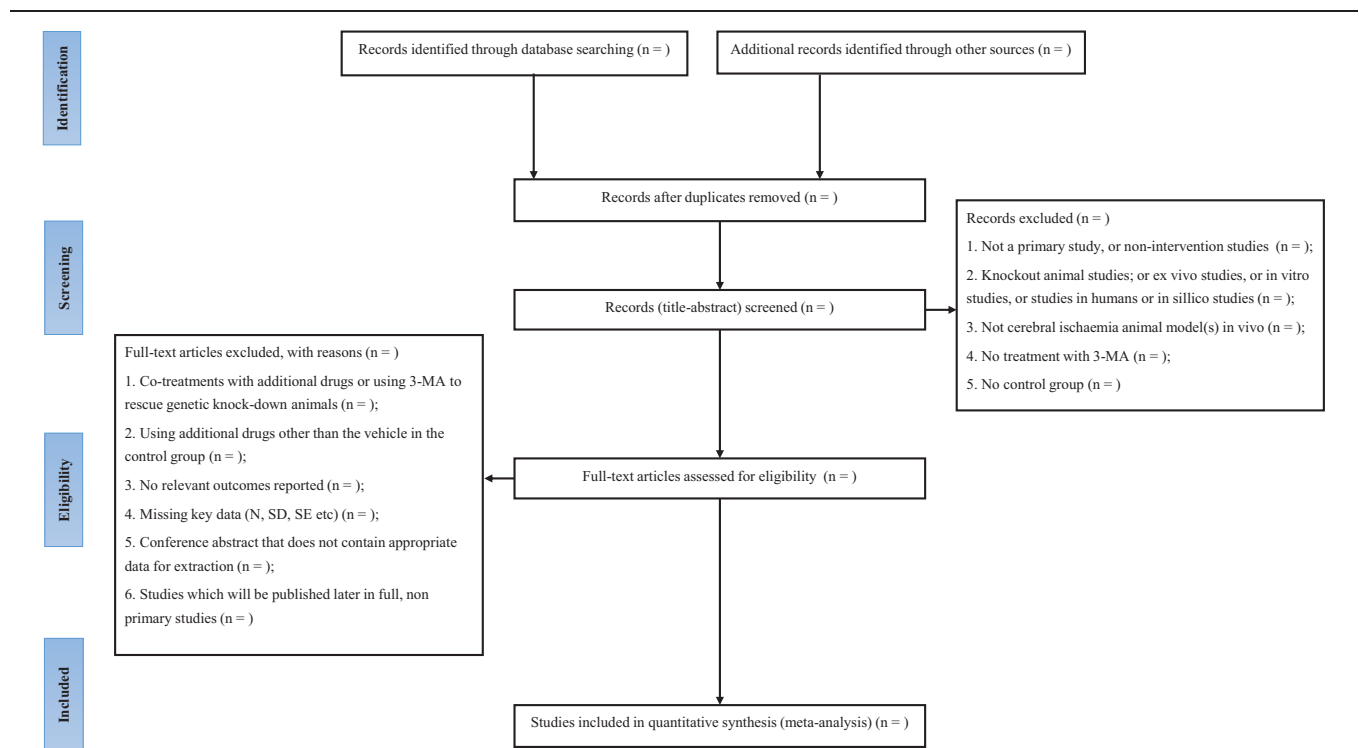 Identification
Records identified through database searching (n = )
Additional records identified through other sources (n = )
Records after duplicates removed (n = )
Screening
Records (title-abstract) screened (n = )
Records excluded (n = )
1. Not a primary study, or non-intervention studies (n = );
2. Knockout animal studies; or ex vivo studies, or in vitro
studies, or studies in humans or in sillico studies (n = );
3. Not cerebral ischaemia animal model(s) in vivo (n = );
4. No treatment with 3-MA (n = );
5. No control group (n = )
Full-text articles excluded, with reasons (n = )
1. Co-treatments with additional drugs or using 3-MA to
rescue genetic knock-down animals (n = );
2. Using additional drugs other than the vehicle in the
control group (n = );
3. No relevant outcomes reported (n = );
4. Missing key data (N, SD, SE etc) (n = );
5. Conference abstract that does not contain appropriate
data for extraction (n = );
6. Studies which will be published later in full, non
primary studies (n = )
Eligibility
Full-text articles assessed for eligibility (n = )
Included
Studies included in quantitative synthesis (meta-analysis) (n = )